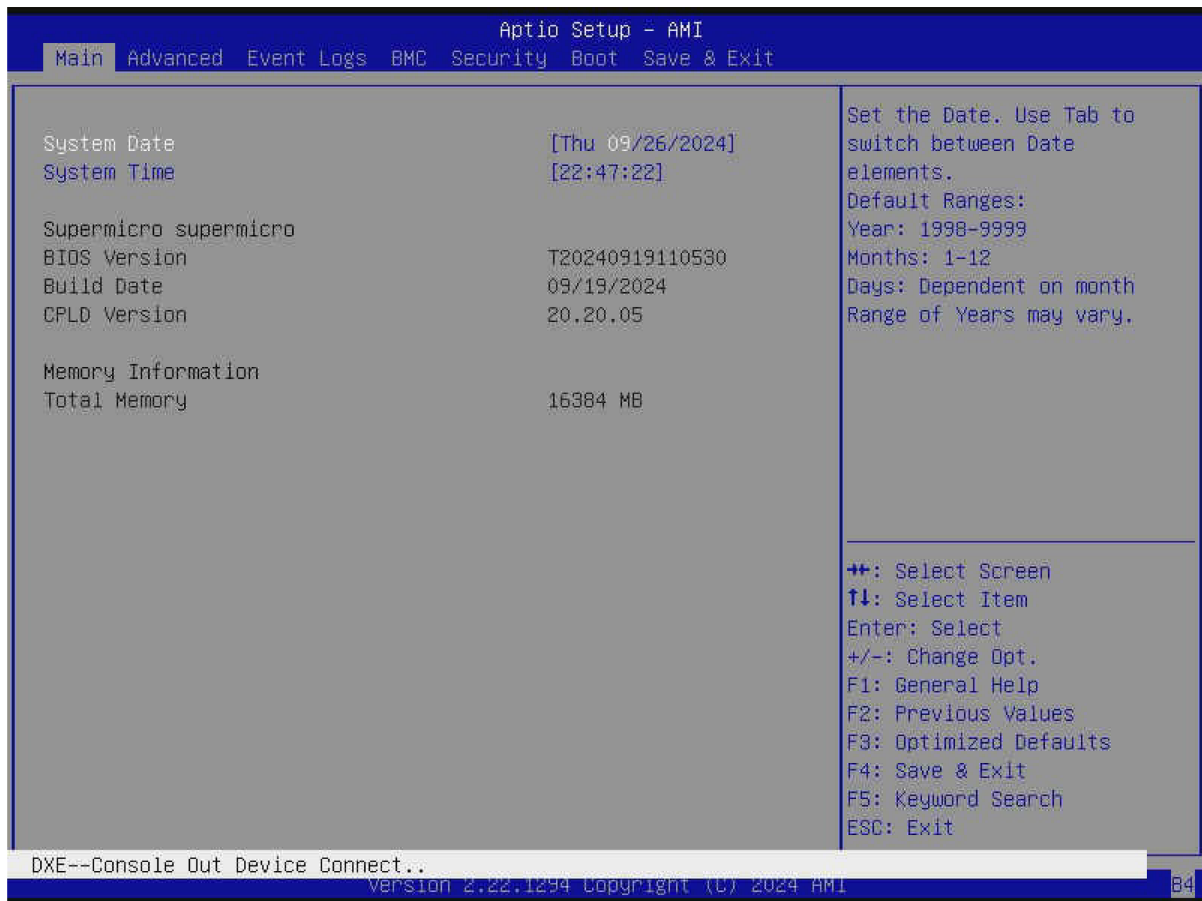 Aptio Setup - AMI
Main Advanced Event Logs BMC Security Boot Save & Exit
System Date [Thu 09/26/2024]
System Time [22:47:22]
Supermicro supermicro
BIOS Version T20240919110530
Build Date 09/19/2024
CPLD Version 20.20.05
Memory Information
Total Memory 16384 MB
Set the Date. Use Tab to
switch between Date
elements.
Default Ranges:
Year: 1998-9999
Months: 1-12
Days: Dependent on month
Range of Years may vary.
→←: Select Screen
↑↓: Select Item
Enter: Select
+/-: Change Opt.
F1: General Help
F2: Previous Values
F3: Optimized Defaults
F4: Save & Exit
F5: Keyword Search
ESC: Exit
DXE--Console Out Device Connect..
Version 2.22.1294 Copyright (C) 2024 AMI
B4